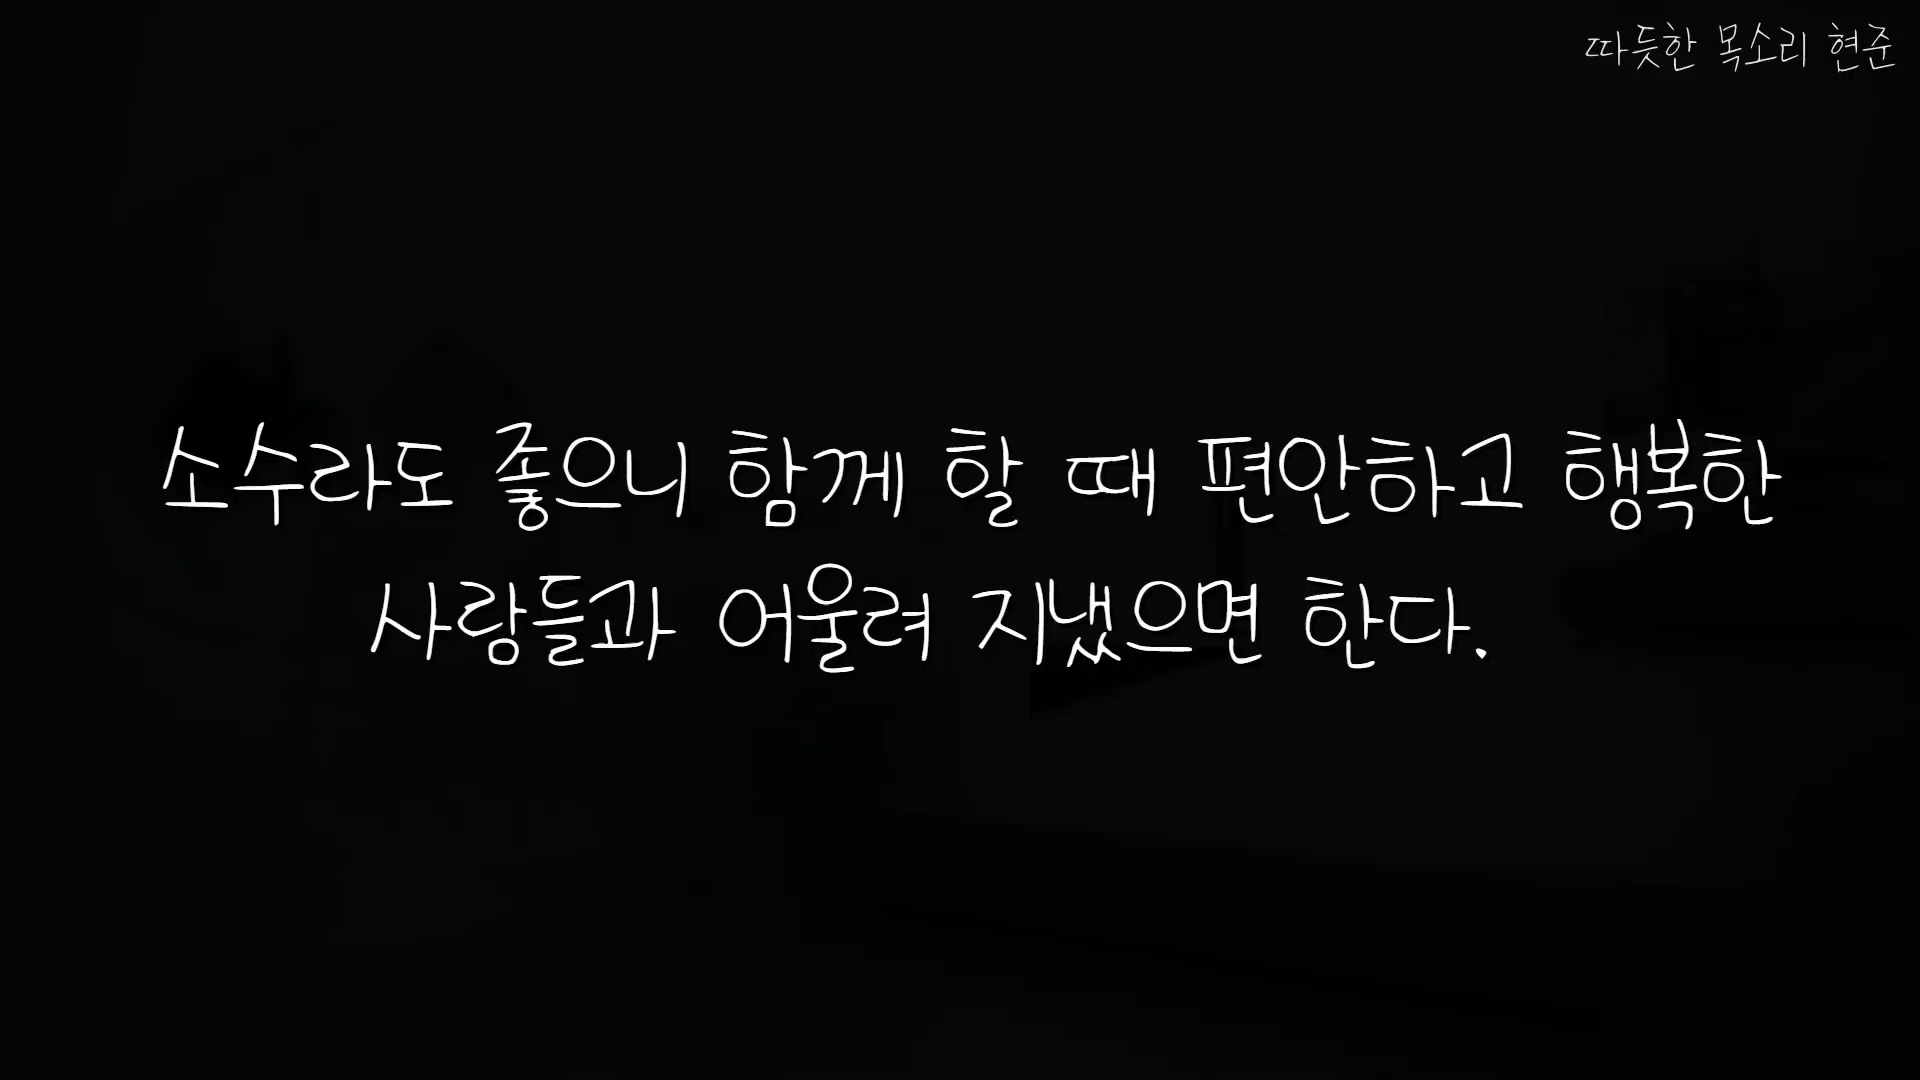 따듯한 목소리 현준
소수라도 좋으니 함께 할 때 편안하고 행복한
사람들과 어울려 지냈으면 한다.